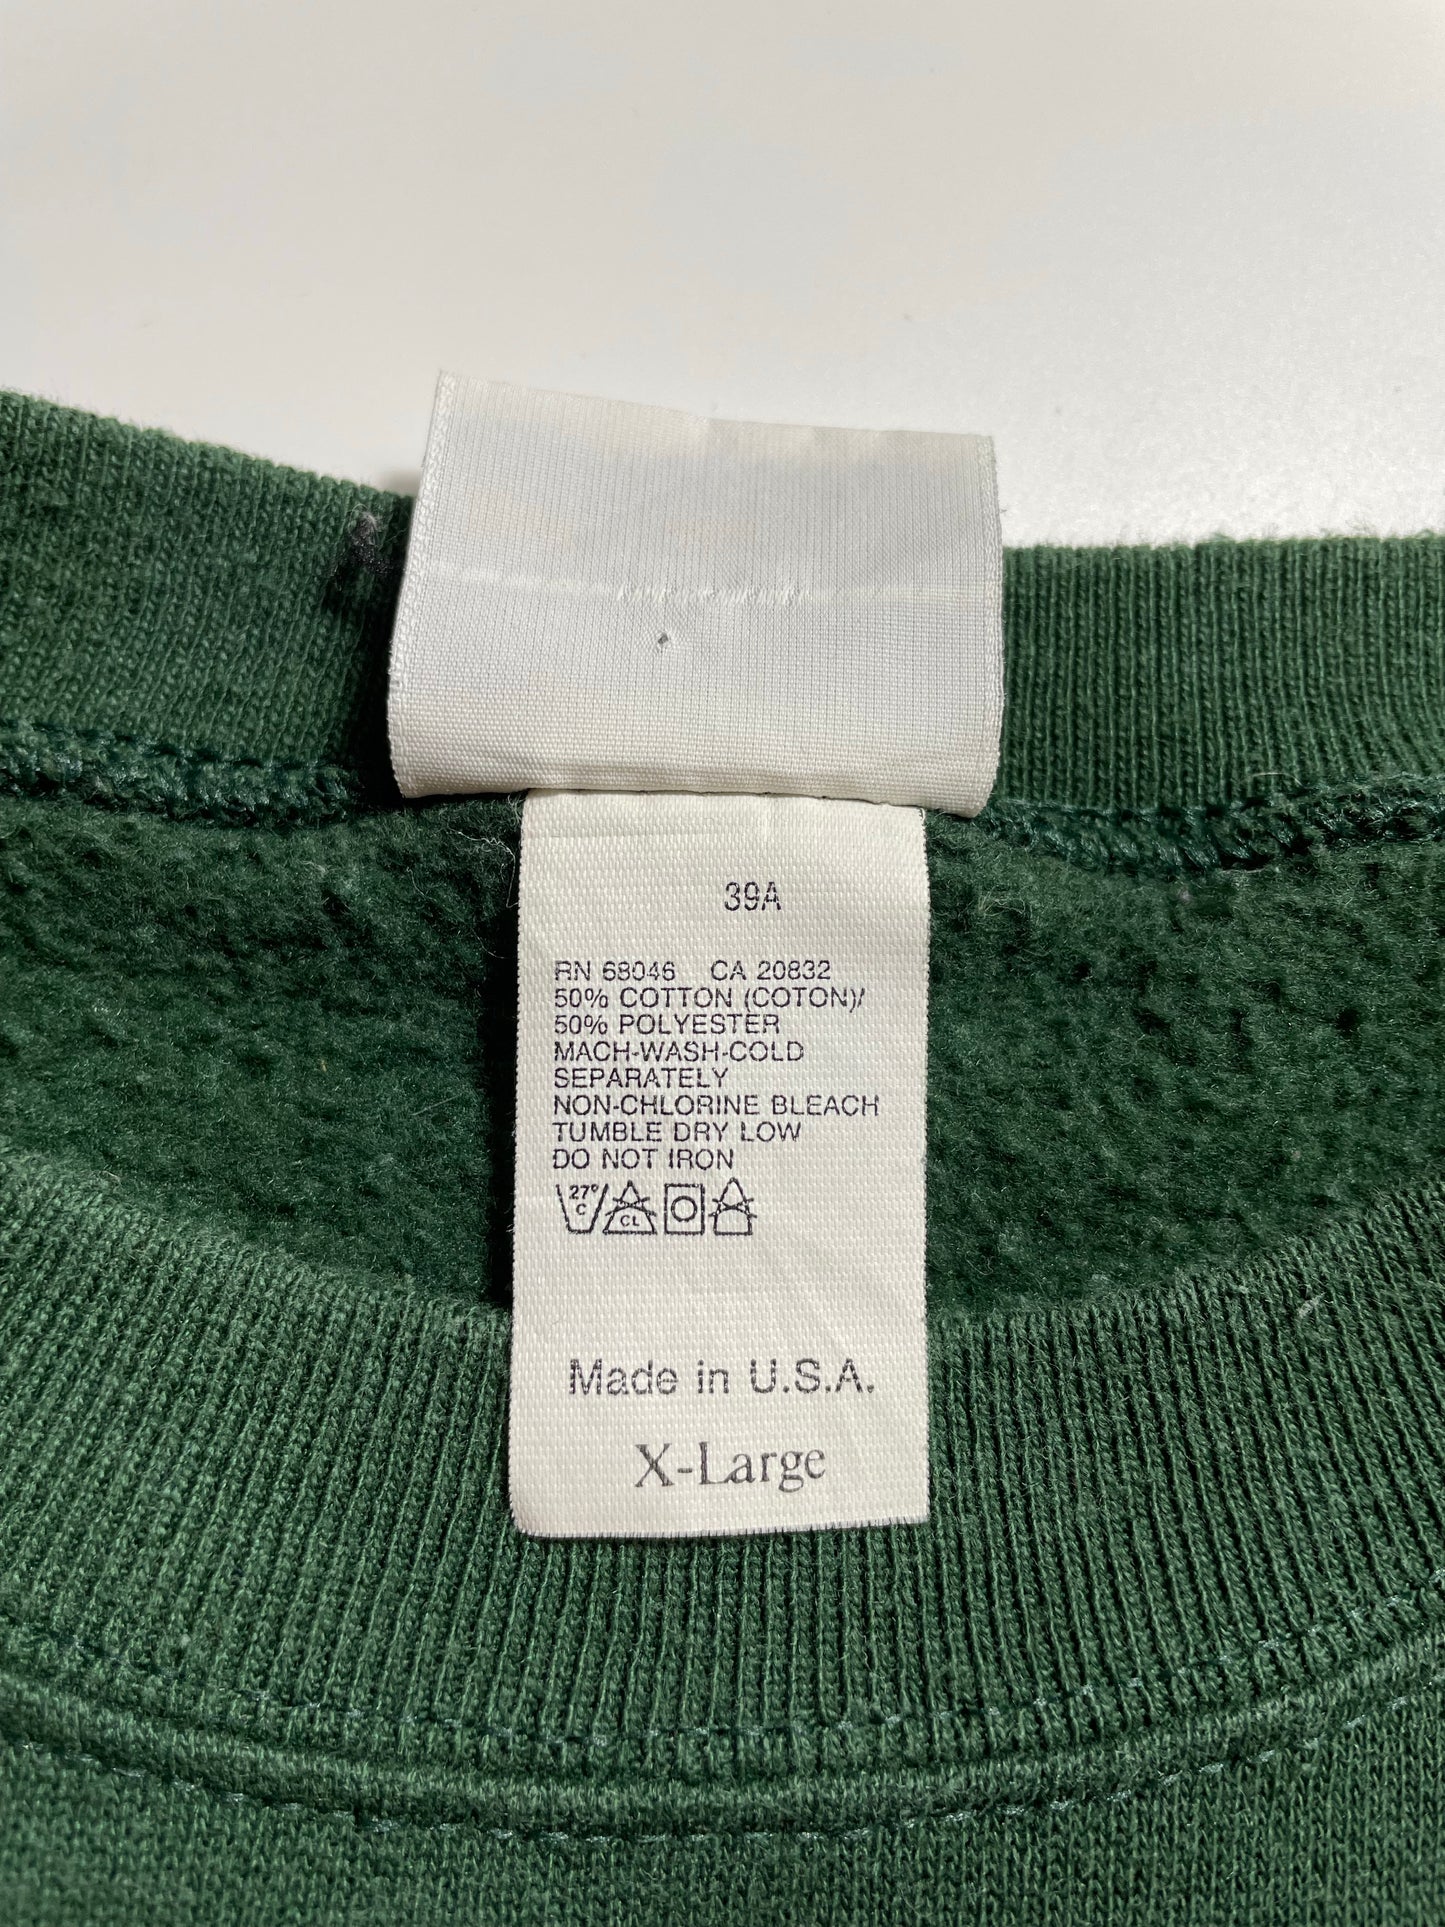 39A
RN 68046 CA 20832
50% COTTON (COTON)/
50% POLYESTER
MACH-WASH-COLD
SEPARATELY
NON-CHLORINE BLEACH
TUMBLE DRY LOW
DO NOT IRON
27° C CL
Made in U.S.A.
X-Large